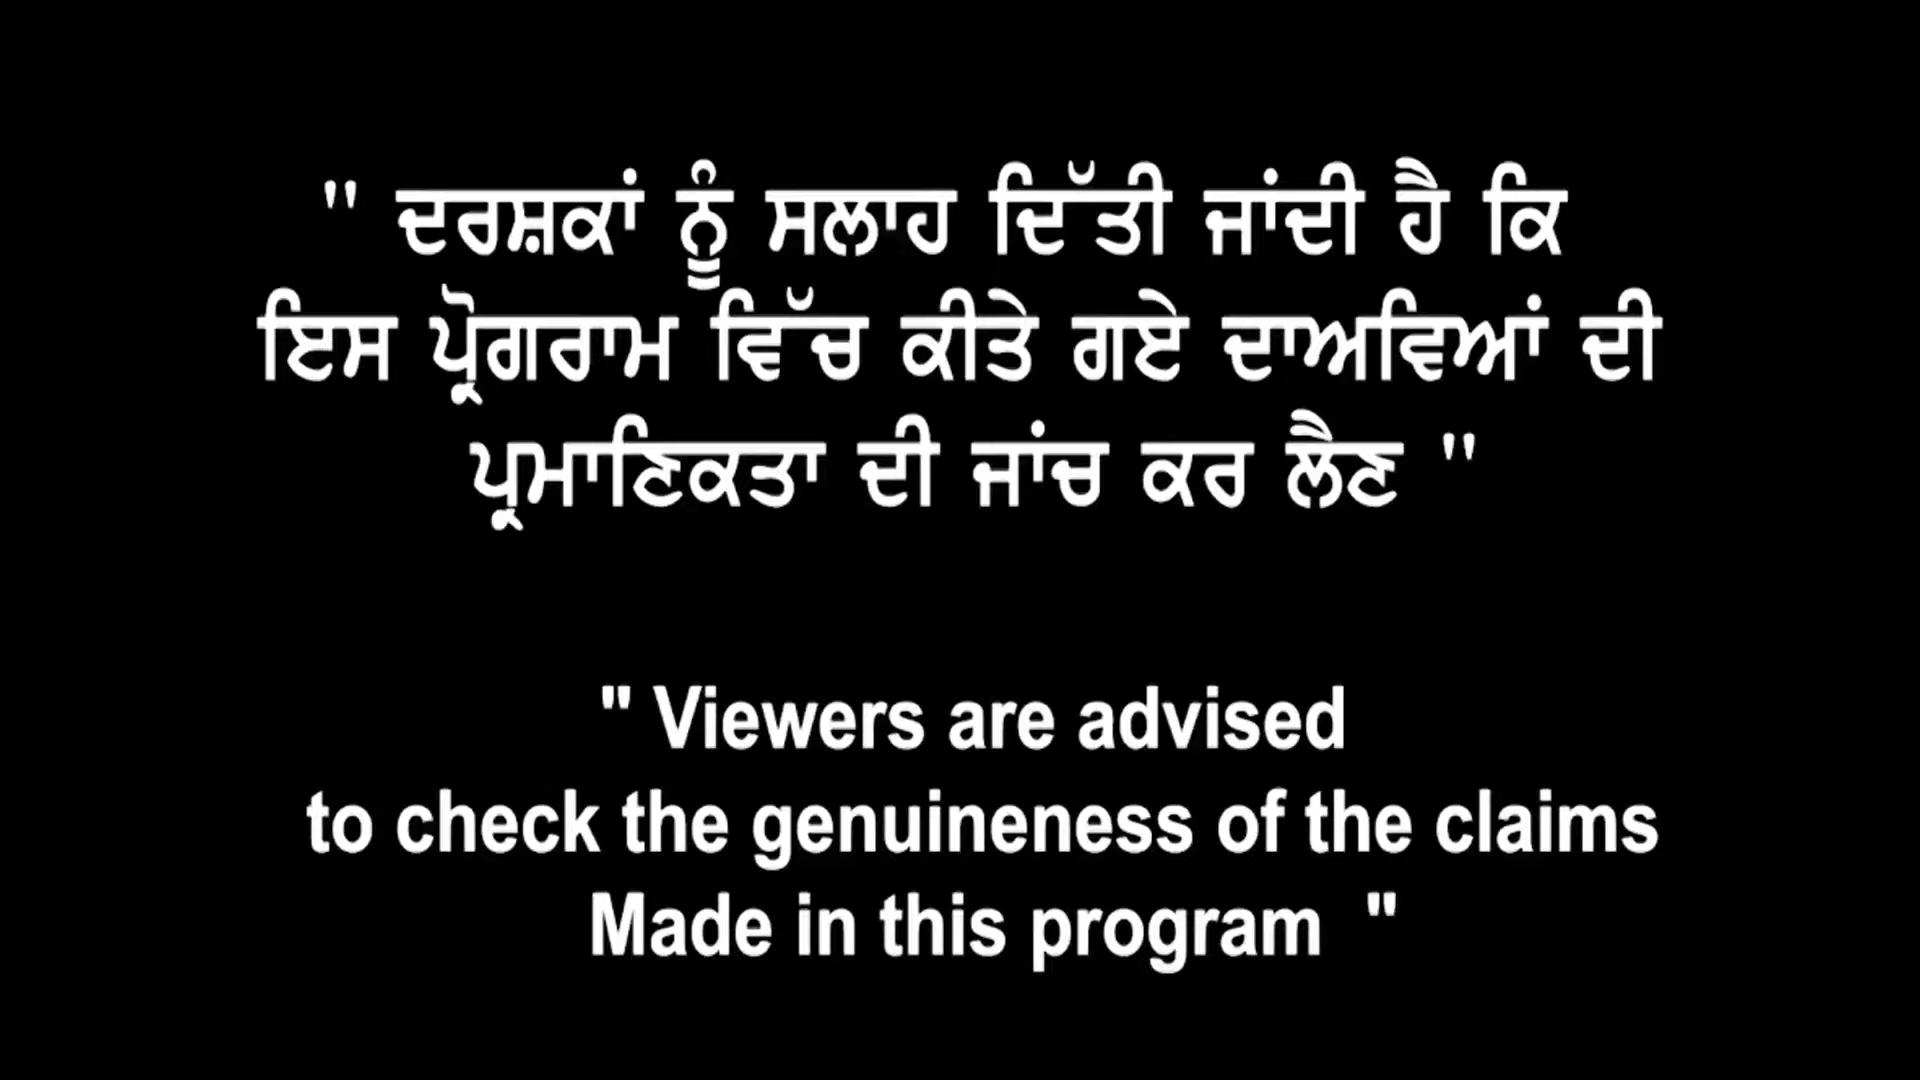 " ਦਰਸ਼ਕਾਂ ਨੂੰ ਸਲਾਹ ਦਿੱਤੀ ਜਾਂਦੀ ਹੈ ਕਿ
ਇਸ ਪ੍ਰੋਗਰਾਮ ਵਿੱਚ ਕੀਤੇ ਗਏ ਦਾਅਵਿਆਂ ਦੀ
ਪ੍ਰਮਾਣਿਕਤਾ ਦੀ ਜਾਂਚ ਕਰ ਲੈਣ "
" Viewers are advised
to check the genuineness of the claims
Made in this program "